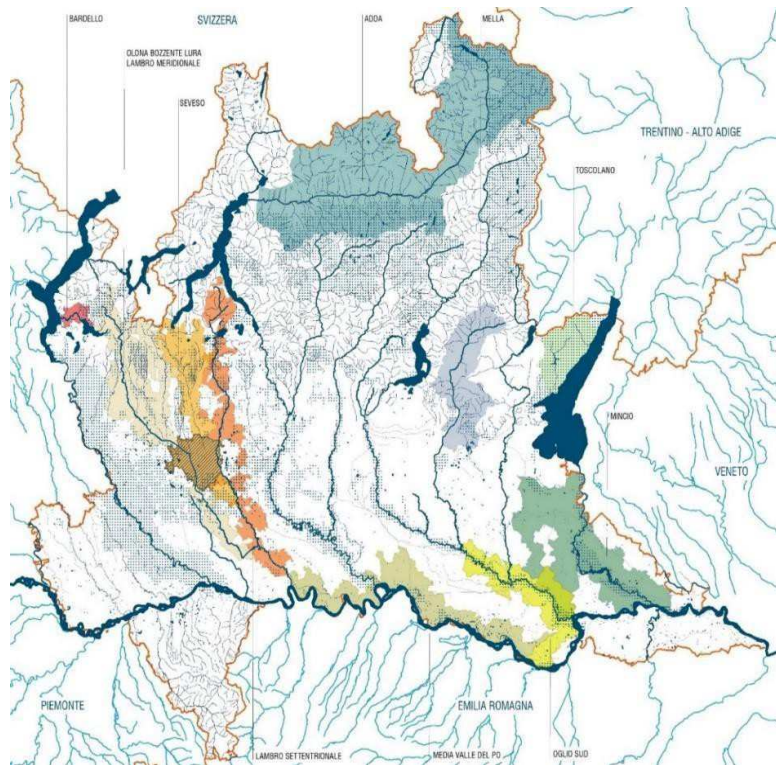 BARDELLO
SVIZZERA
ADDA
MELLA
OLONA BOZZENTE LURA
LAMBRO MERIDIONALE
SEVESO
TRENTINO - ALTO ADIGE
TOSCOLANO
MINCIO
VENETO
PIEMONTE
EMILIA ROMAGNA
LAMBRO SETTENTRIONALE
MEDIA VALLE DEL PO
OGLIO SUD